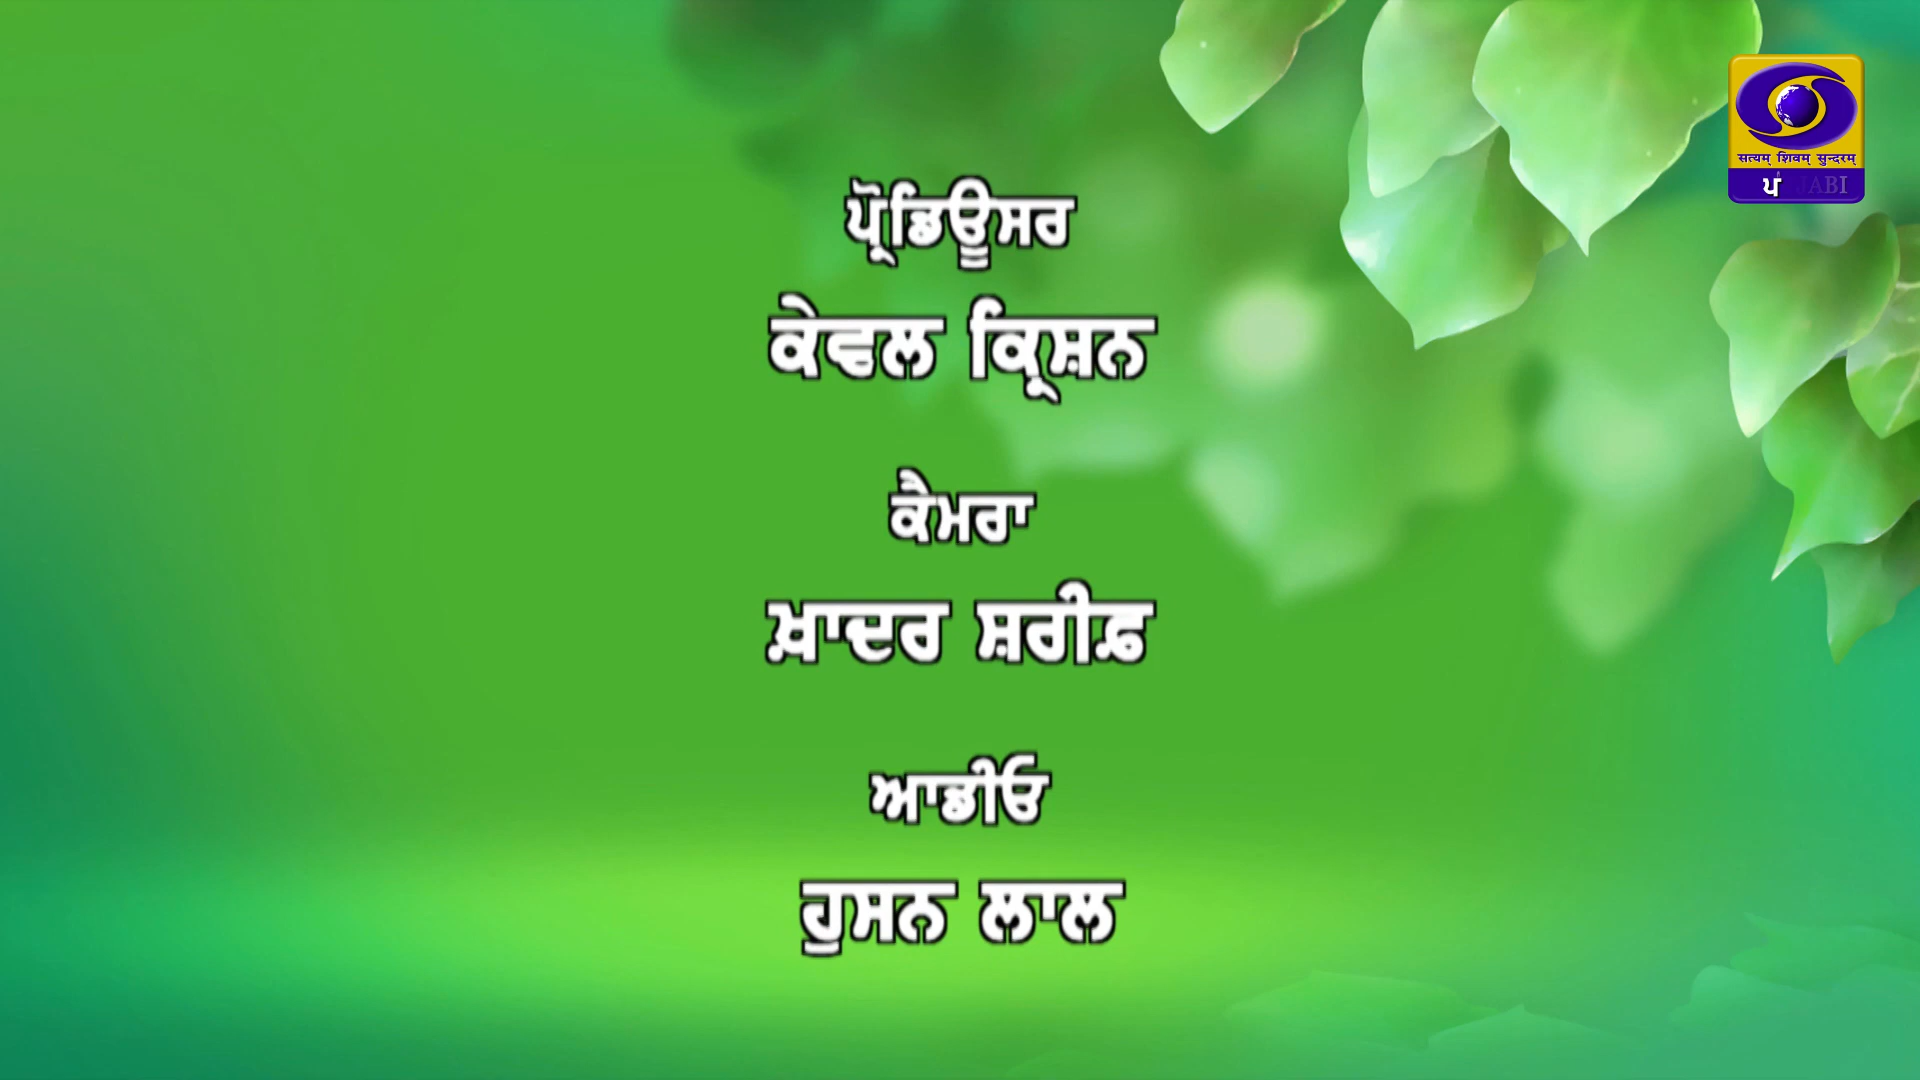 ਪ੍ਰੋਡਿਊਸਰ
ਕੇਵਲ ਕ੍ਰਿਸ਼ਨ
ਕੈਮਰਾ
ਖ਼ਾਦਰ ਸ਼ਰੀਫ਼
ਆਡੀਓ
ਹੁਸਨ ਲਾਲ
सत्यम् शिवम् सुन्दरम्